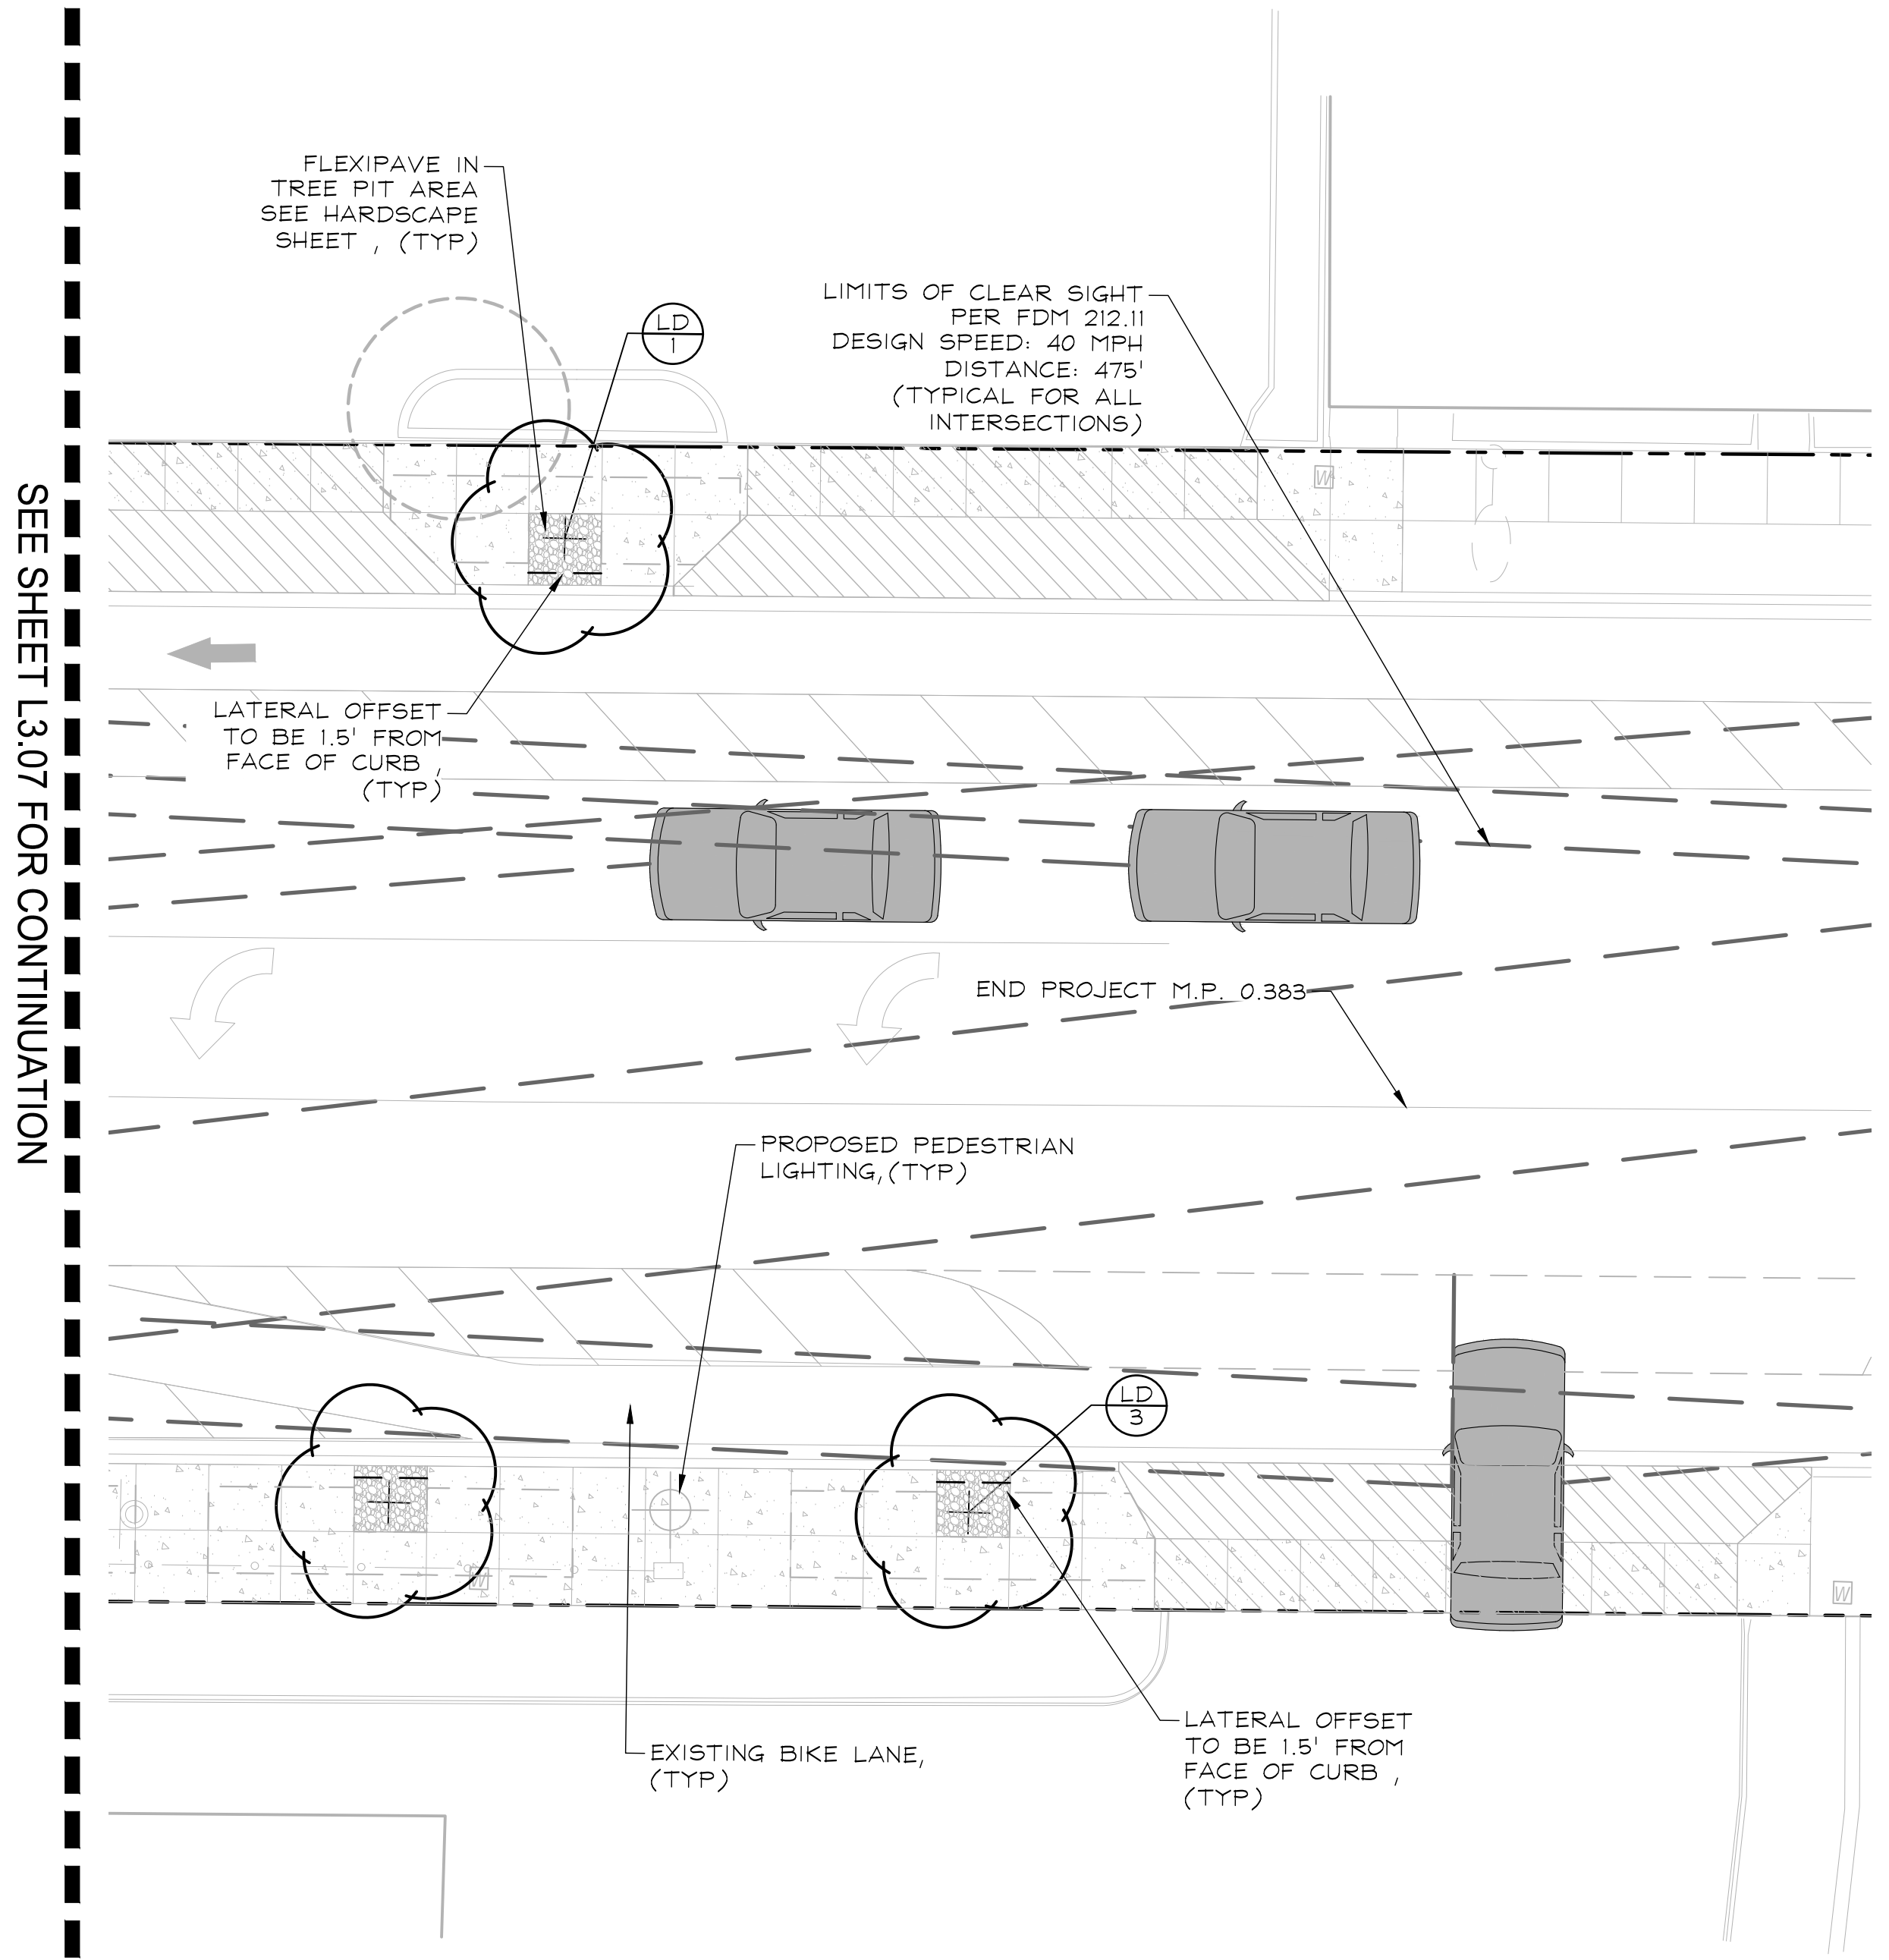 FLEXIPAVE IN
TREE PIT AREA
SEE HARDSCAPE
SHEET , (TYP)
LD
1
LIMITS OF CLEAR SIGHT
PER FDM 212.11
DESIGN SPEED: 40 MPH
DISTANCE: 475'
(TYPICAL FOR ALL
INTERSECTIONS)
W
SEE SHEET L3.07 FOR CONTINUATION
LATERAL OFFSET
TO BE 1.5' FROM
FACE OF CURB ,
(TYP)
END PROJECT M.P. 0.383
PROPOSED PEDESTRIAN
LIGHTING,(TYP)
LD
3
W
W
LATERAL OFFSET
TO BE 1.5' FROM
FACE OF CURB ,
(TYP)
EXISTING BIKE LANE,
(TYP)